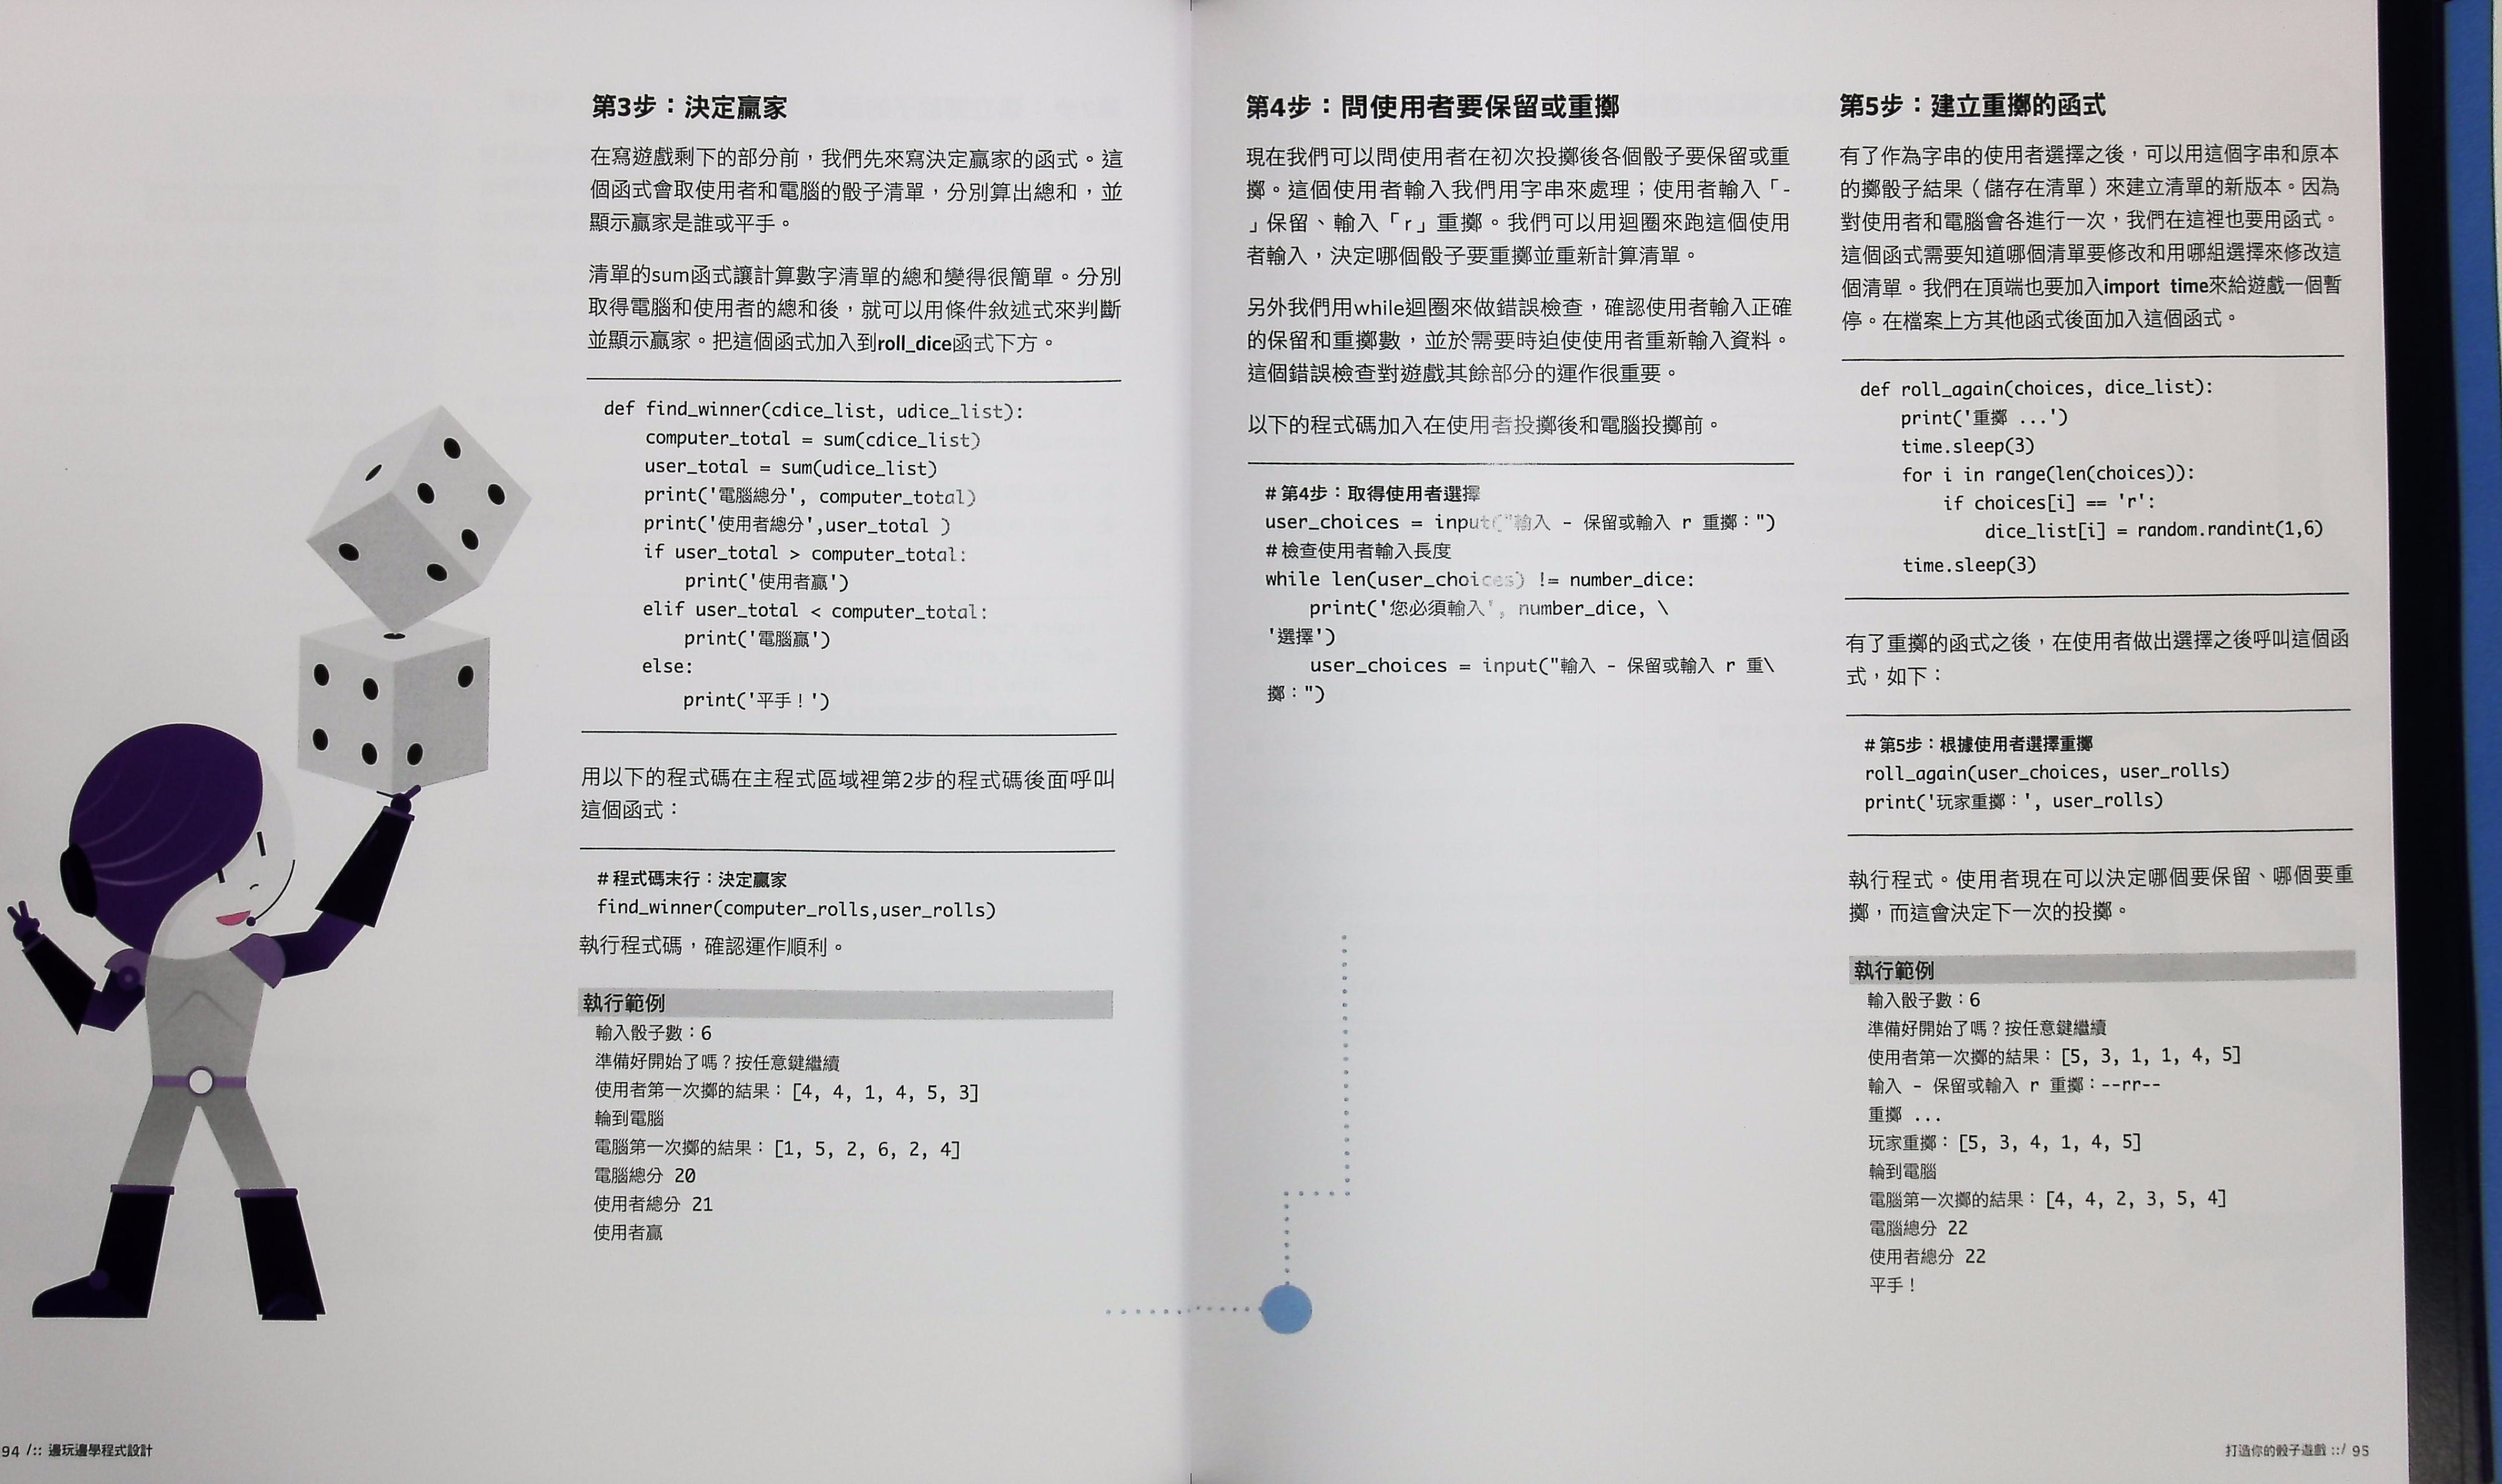 第3步：決定贏家
在寫遊戲剩下的部分前，我們先來寫決定贏家的函式。這
個函式會取使用者和電腦的骰子清單，分別算出總和，並
顯示贏家是誰或平手。
清單的sum函式讓計算數字清單的總和變得很簡單。分別
取得電腦和使用者的總和後，就可以用條件敘述式來判斷
並顯示贏家。把這個函式加入到roll_dice函式下方。
def find_winner(cdice_list, udice_list):
    computer_total = sum(cdice_list)
    user_total = sum(udice_list)
    print('電腦總分', computer_total)
    print('使用者總分',user_total )
    if user_total > computer_total:
        print('使用者贏')
    elif user_total < computer_total:
        print('電腦贏')
    else:
        print('平手！')
用以下的程式碼在主程式區域裡第2步的程式碼後面呼叫
這個函式：
# 程式碼末行：決定贏家
find_winner(computer_rolls,user_rolls)
執行程式碼，確認運作順利。
執行範例
輸入骰子數：6
準備好開始了嗎？按任意鍵繼續
使用者第一次擲的結果：[4, 4, 1, 4, 5, 3]
輪到電腦
電腦第一次擲的結果：[1, 5, 2, 6, 2, 4]
電腦總分 20
使用者總分 21
使用者贏
94 /:: 邊玩邊學程式設計
第4步：問使用者要保留或重擲
現在我們可以問使用者在初次投擲後各個骰子要保留或重
擲。這個使用者輸入我們用字串來處理；使用者輸入「-
」保留、輸入「r」重擲。我們可以用迴圈來跑這個使用
者輸入，決定哪個骰子要重擲並重新計算清單。
另外我們用while迴圈來做錯誤檢查，確認使用者輸入正確
的保留和重擲數，並於需要時迫使使用者重新輸入資料。
這個錯誤檢查對遊戲其餘部分的運作很重要。
以下的程式碼加入在使用者投擲後和電腦投擲前。
# 第4步：取得使用者選擇
user_choices = input("輸入 - 保留或輸入 r 重擲：")
# 檢查使用者輸入長度
while len(user_choices) != number_dice:
    print('您必須輸入', number_dice, \
'選擇')
    user_choices = input("輸入 - 保留或輸入 r 重\
擲：")
第5步：建立重擲的函式
有了作為字串的使用者選擇之後，可以用這個字串和原本
的擲骰子結果（儲存在清單）來建立清單的新版本。因為
對使用者和電腦會各進行一次，我們在這裡也要用函式。
這個函式需要知道哪個清單要修改和用哪組選擇來修改這
個清單。我們在頂端也要加入import time來給遊戲一個暫
停。在檔案上方其他函式後面加入這個函式。
def roll_again(choices, dice_list):
    print('重擲 ...')
    time.sleep(3)
    for i in range(len(choices)):
        if choices[i] == 'r':
            dice_list[i] = random.randint(1,6)
    time.sleep(3)
有了重擲的函式之後，在使用者做出選擇之後呼叫這個函
式，如下：
# 第5步：根據使用者選擇重擲
roll_again(user_choices, user_rolls)
print('玩家重擲：', user_rolls)
執行程式。使用者現在可以決定哪個要保留、哪個要重
擲，而這會決定下一次的投擲。
執行範例
輸入骰子數：6
準備好開始了嗎？按任意鍵繼續
使用者第一次擲的結果：[5, 3, 1, 1, 4, 5]
輸入 - 保留或輸入 r 重擲：--rr--
重擲 ...
玩家重擲：[5, 3, 4, 1, 4, 5]
輪到電腦
電腦第一次擲的結果：[4, 4, 2, 3, 5, 4]
電腦總分 22
使用者總分 22
平手！
打造你的骰子遊戲 ::/ 95